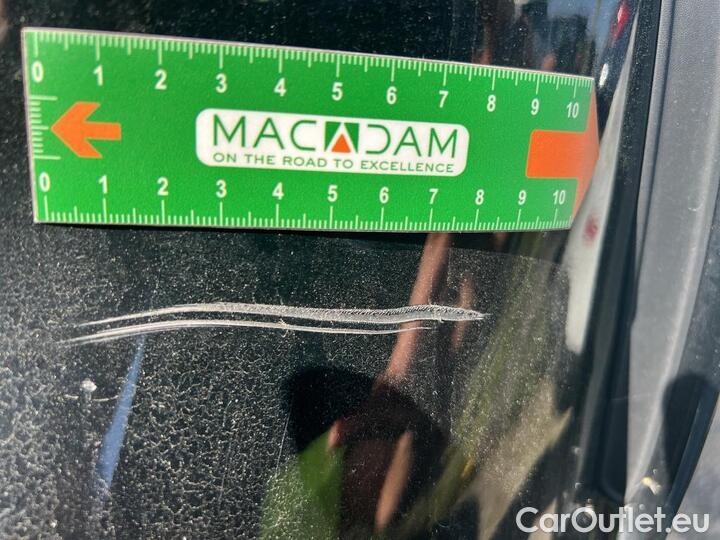 0 1 2 3 4 5 6 7 8 9 10
MACADAM
ON THE ROAD TO EXCELLENCE
0 1 2 3 4 5 6 7 8 9 10
CarOutlet.eu